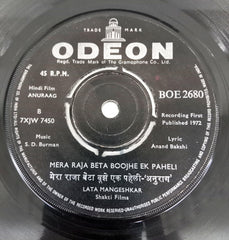 TRADE MARK
ODEON
Regd. Trade Mark of The Gramophone Co. Ltd.
45 R.P.M.
BOE 2680
Hindi Film
ANURAAG
B
7XJW 7450
Recording First
Published 1972
Music
S. D. Burman
Lyric
Anand Bakshi
MERA RAJA BETA BOOJHE EK PAHELI
मेरा राजा बेटा बुझे एक पहेली-'अनुराग'
LATA MANGESHKAR
Shakti Films